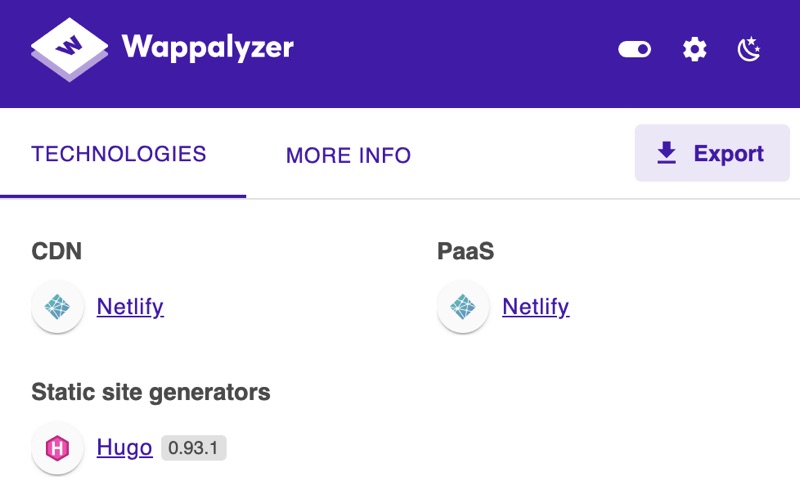 W Wappalyzer
TECHNOLOGIES MORE INFO Export
CDN PaaS
Netlify Netlify
Static site generators
H Hugo 0.93.1